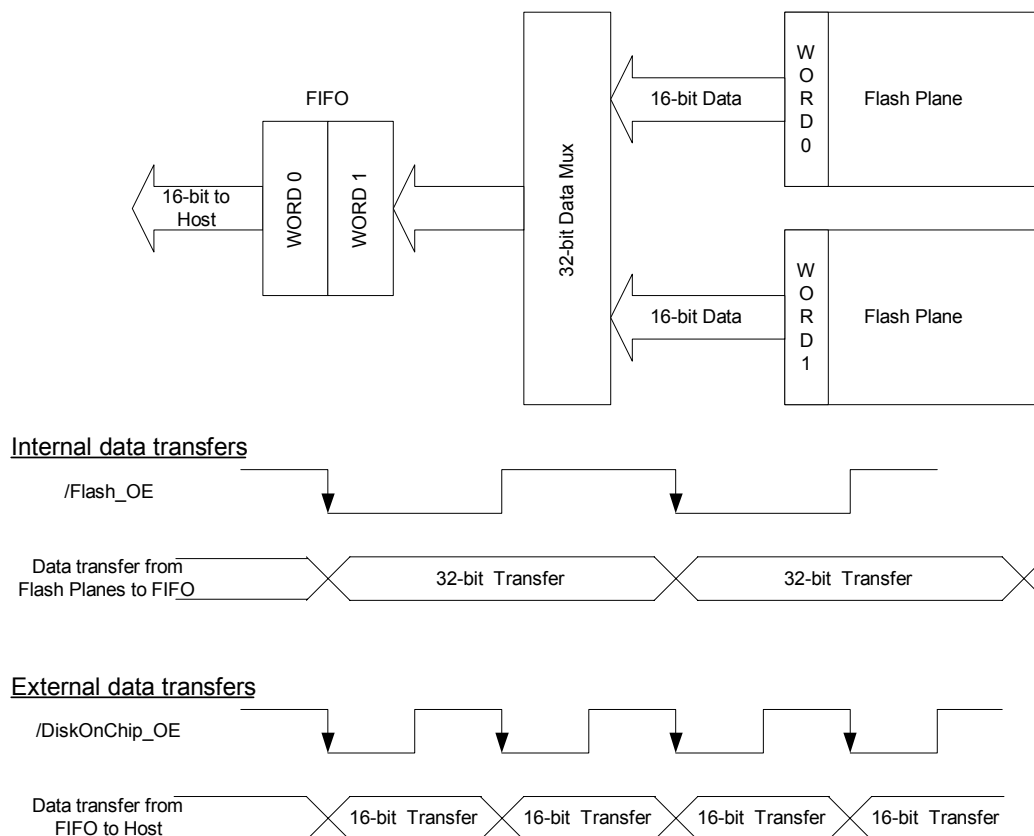 FIFO
16-bit to
Host
WORD 0
WORD 1
32-bit Data Mux
16-bit Data
WORD0
Flash Plane
16-bit Data
WORD1
Flash Plane
Internal data transfers
/Flash_OE
Data transfer from
Flash Planes to FIFO
32-bit Transfer
32-bit Transfer
External data transfers
/DiskOnChip_OE
Data transfer from
FIFO to Host
16-bit Transfer
16-bit Transfer
16-bit Transfer
16-bit Transfer